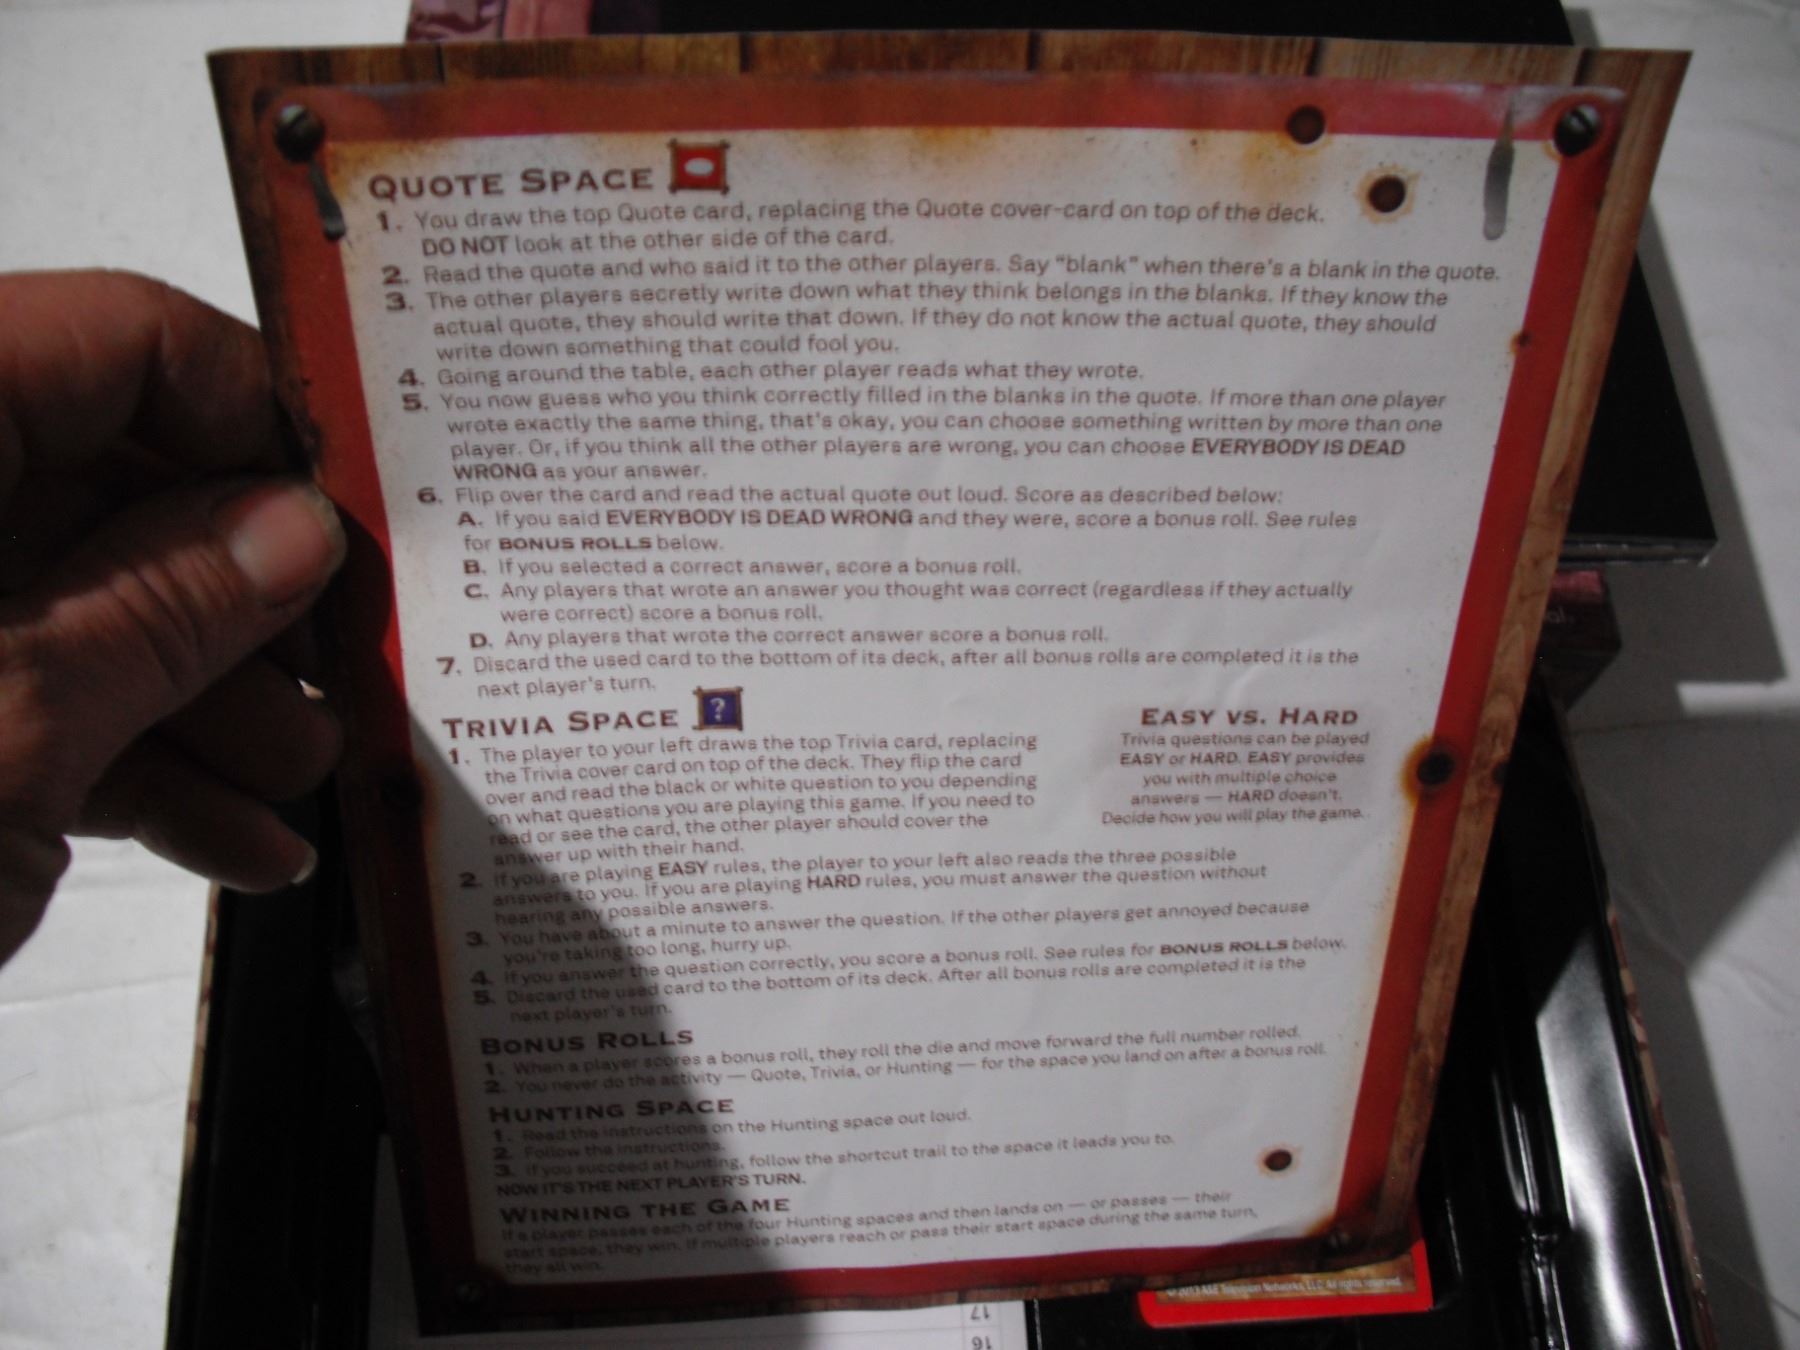 QUOTE SPACE
1. You draw the top Quote card, replacing the Quote cover-card on top of the deck.
DO NOT look at the other side of the card.
2. Read the quote and who said it to the other players. Say "blank" when there's a blank in the quote.
3. The other players secretly write down what they think belongs in the blanks. If they know the
actual quote, they should write that down. If they do not know the actual quote, they should
write down something that could fool you.
4. Going around the table, each other player reads what they wrote.
5. You now guess who you think correctly filled in the blanks in the quote. If more than one player
wrote exactly the same thing, that's okay, you can choose something written by more than one
player. Or, if you think all the other players are wrong, you can choose EVERYBODY IS DEAD
WRONG as your answer.
6. Flip over the card and read the actual quote out loud. Score as described below:
A. If you said EVERYBODY IS DEAD WRONG and they were, score a bonus roll. See rules
for BONUS ROLLS below.
B. If you selected a correct answer, score a bonus roll.
C. Any players that wrote an answer you thought was correct (regardless if they actually
were correct) score a bonus roll.
D. Any players that wrote the correct answer score a bonus roll.
7. Discard the used card to the bottom of its deck, after all bonus rolls are completed it is the
next player's turn.
TRIVIA SPACE ?
1. The player to your left draws the top Trivia card, replacing
the Trivia cover card on top of the deck. They flip the card
over and read the black or white question to you depending
on what questions you are playing this game. If you need to
read or see the card, the other player should cover the
answer up with their hand.
EASY VS. HARD
Trivia questions can be played
EASY or HARD. EASY provides
you with multiple choice
answers — HARD doesn't.
Decide how you will play the game.
2. If you are playing EASY rules, the player to your left also reads the three possible
answers to you. If you are playing HARD rules, you must answer the question without
hearing any possible answers.
3. You have about a minute to answer the question. If the other players get annoyed because
you're taking too long, hurry up.
4. If you answer the question correctly, you score a bonus roll. See rules for BONUS ROLLS below.
5. Discard the used card to the bottom of its deck. After all bonus rolls are completed it is the
next player's turn.
BONUS ROLLS
1. When a player scores a bonus roll, they roll the die and move forward the full number rolled.
2. You never do the activity — Quote, Trivia, or Hunting — for the space you land on after a bonus roll.
HUNTING SPACE
1. Read the instructions on the Hunting space out loud.
2. Follow the instructions.
3. If you succeed at hunting, follow the shortcut trail to the space it leads you to.
NOW IT'S THE NEXT PLAYER'S TURN.
WINNING THE GAME
If a player passes each of the four Hunting spaces and then lands on — or passes — their
start space, they win. If multiple players reach or pass their start space during the same turn,
they all win.
© 2013 A&E Television Networks, LLC. All rights reserved.
17
16